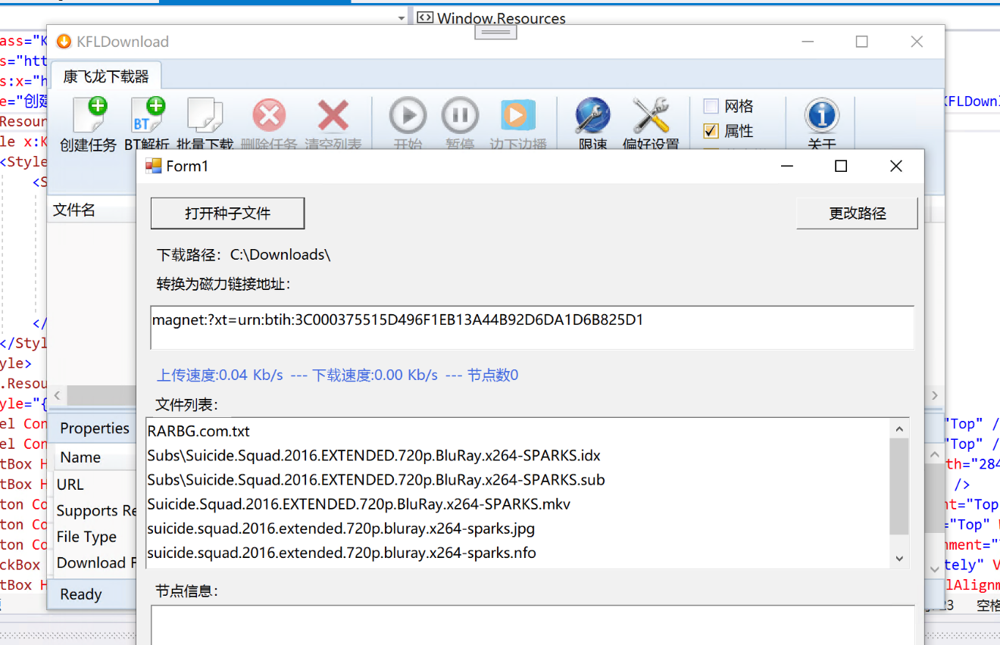 Window.Resources
KFLDownload
康飞龙下载器
创建任务 BT解析 批量下载 删除任务 清空列表 开始 暂停 边下边播 限速 偏好设置 关于
BT
网格
属性
Form1
文件名
打开种子文件
更改路径
下载路径：C:\Downloads\
转换为磁力链接地址：
magnet:?xt=urn:btih:3C000375515D496F1EB13A44B92D6DA1D6B825D1
上传速度:0.04 Kb/s --- 下载速度:0.00 Kb/s --- 节点数0
文件列表：
RARBG.com.txt
Subs\Suicide.Squad.2016.EXTENDED.720p.BluRay.x264-SPARKS.idx
Subs\Suicide.Squad.2016.EXTENDED.720p.BluRay.x264-SPARKS.sub
Suicide.Squad.2016.EXTENDED.720p.BluRay.x264-SPARKS.mkv
suicide.squad.2016.extended.720p.bluray.x264-sparks.jpg
suicide.squad.2016.extended.720p.bluray.x264-sparks.nfo
节点信息：
Properties
Name
URL
Supports Re
File Type
Download F
Ready
ass="K
s="htt
s:x="h
e="创建
Resour
le x:K
<Style
<S
</
</Styl
yle>
.Resou
yle="{
el Con
el Con
tBox H
tBox H
ton Co
ton Co
ton Co
ckBox
tBox H
KFLDownl
"Top" /
"Top" /
th="284
/>
nt="Top
="Top"
nment="
tely" V
lAlignm
23 空格